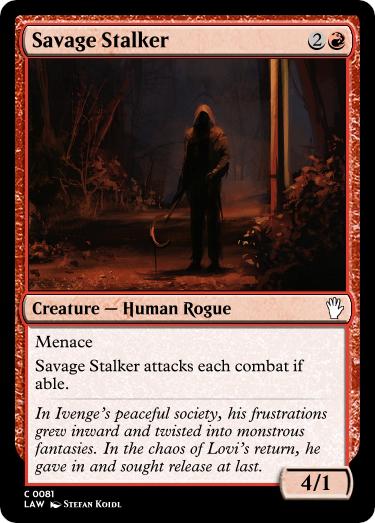 Savage Stalker 2
Creature — Human Rogue
Menace
Savage Stalker attacks each combat if
able.
In Ivenge's peaceful society, his frustrations
grew inward and twisted into monstrous
fantasies. In the chaos of Lovi's return, he
gave in and sought release at last.
4/1
C 0081
LAW Stefan Koidl